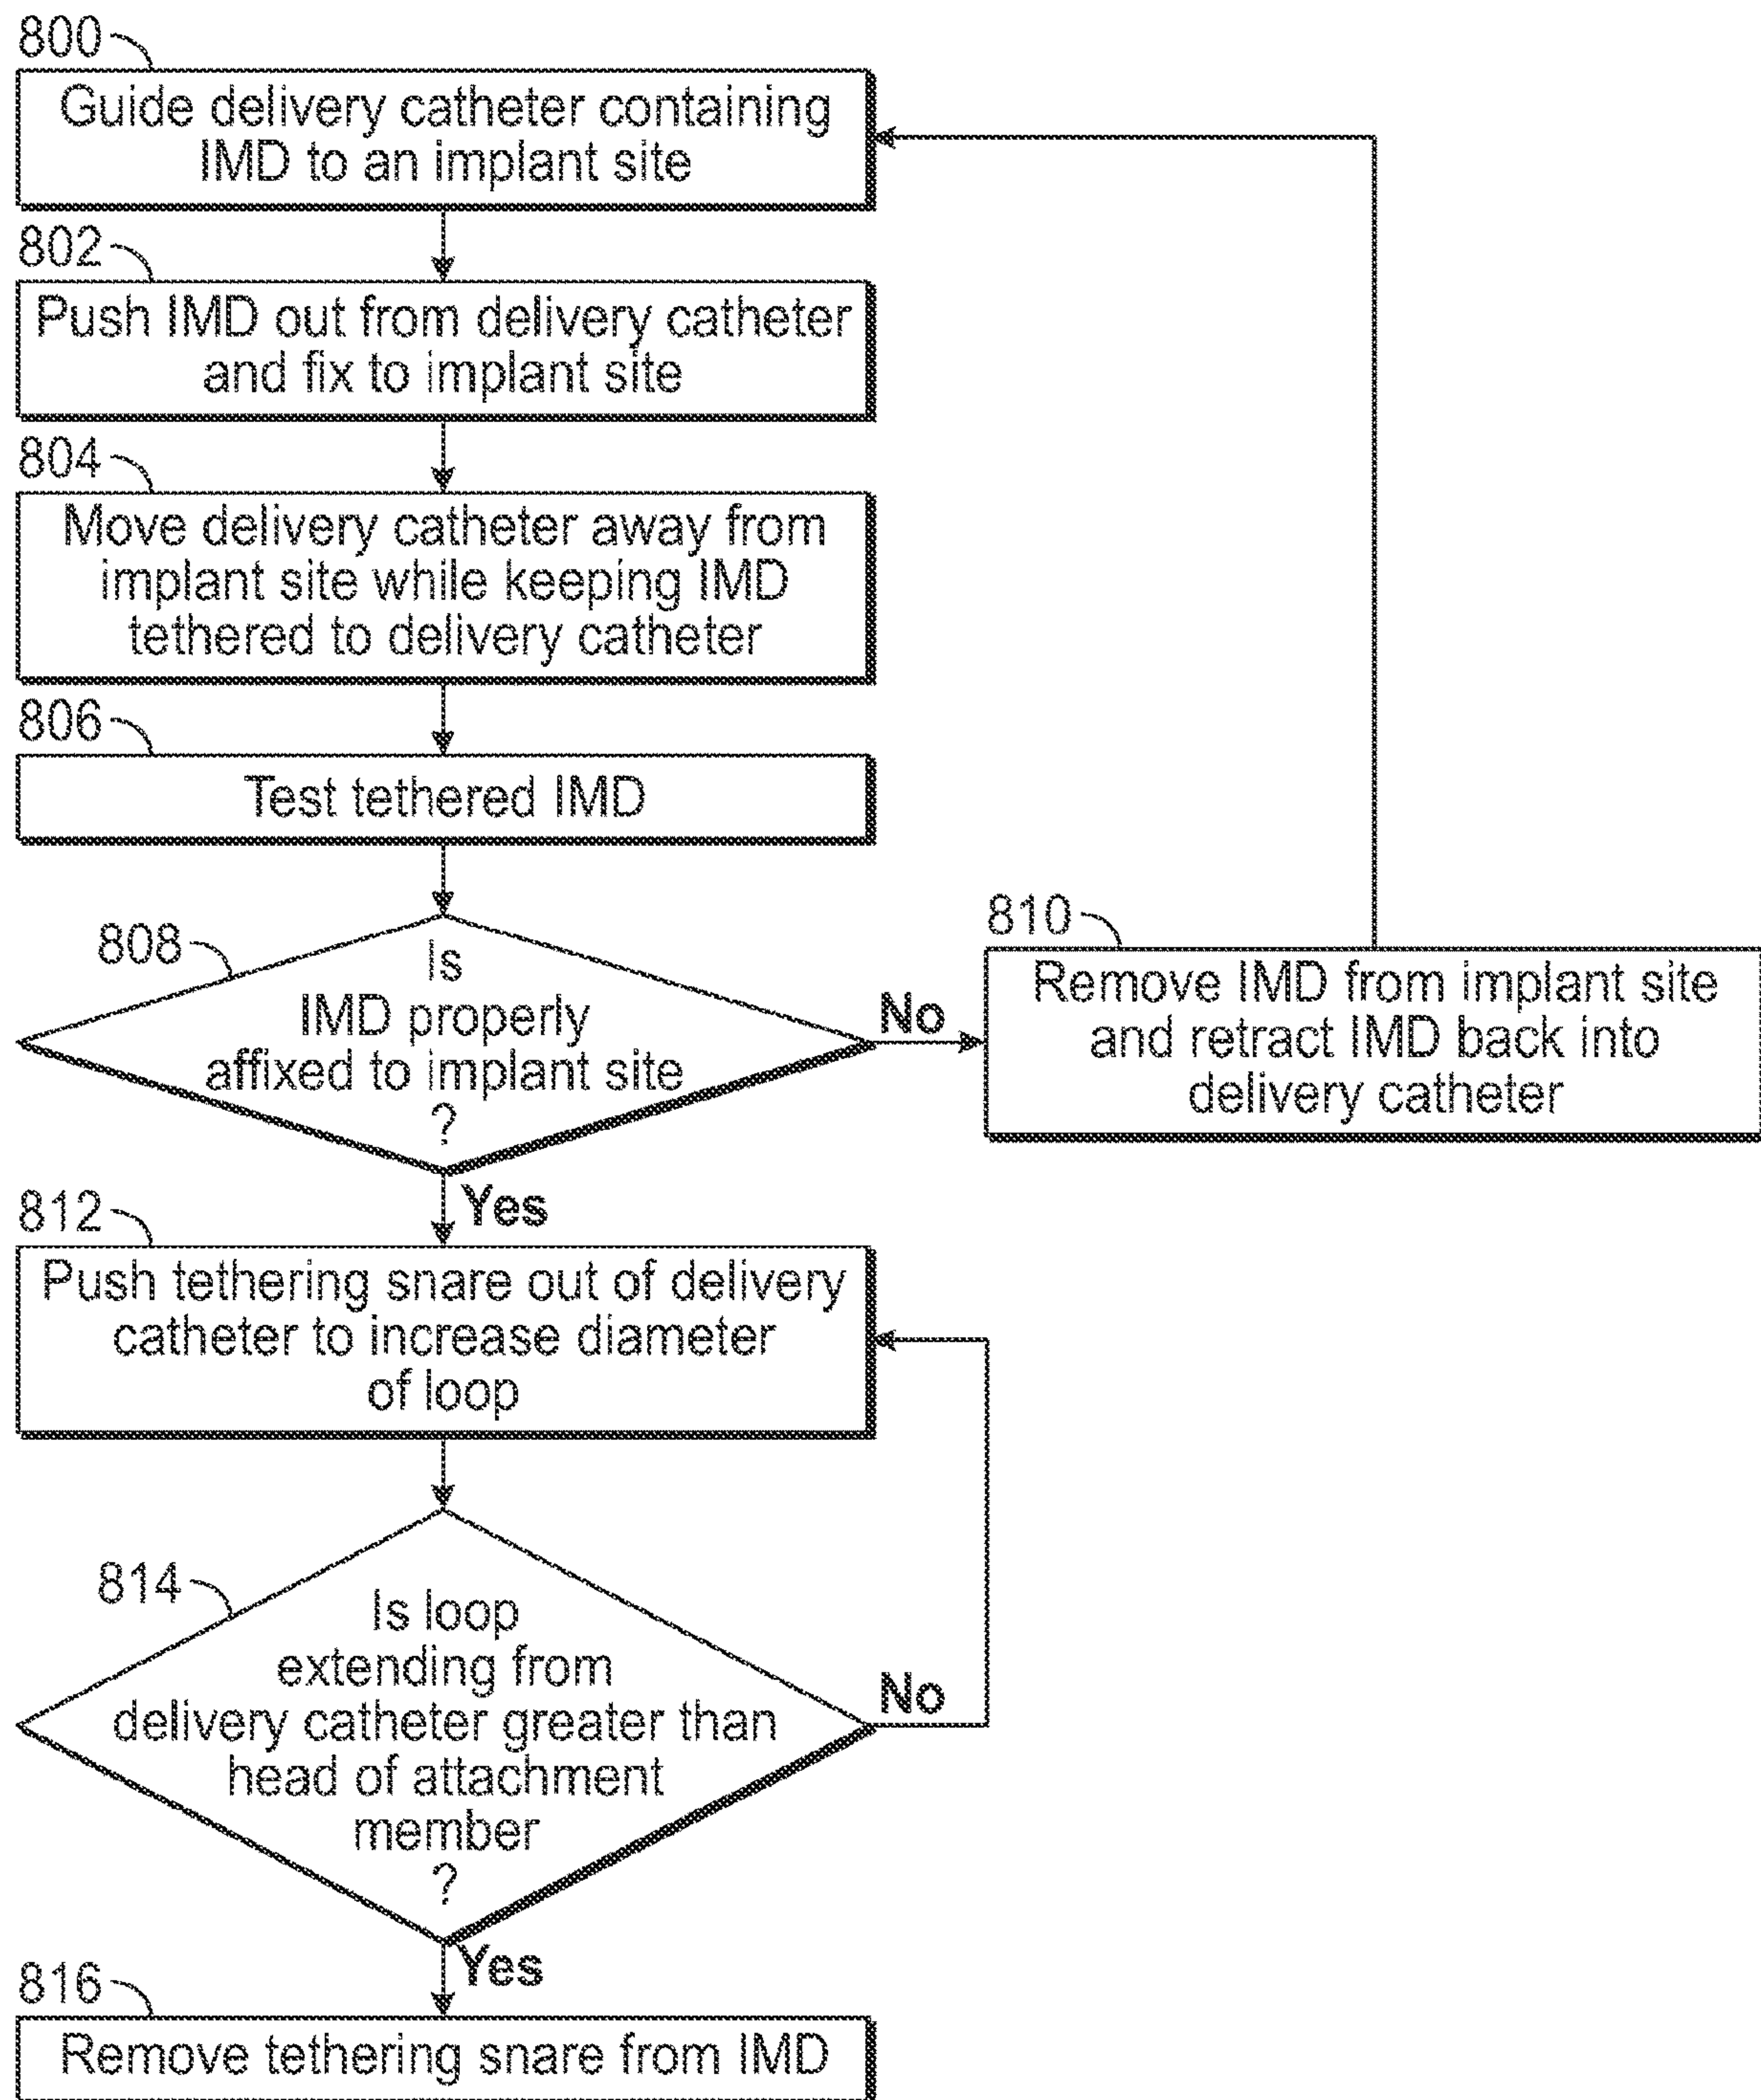 800
Guide delivery catheter containing
IMD to an implant site
802
Push IMD out from delivery catheter
and fix to implant site
804
Move delivery catheter away from
implant site while keeping IMD
tethered to delivery catheter
806
Test tethered IMD
808
Is
IMD properly
affixed to implant site
?
No
810
Remove IMD from implant site
and retract IMD back into
delivery catheter
Yes
812
Push tethering snare out of delivery
catheter to increase diameter
of loop
814
Is loop
extending from
delivery catheter greater than
head of attachment
member
?
No
Yes
816
Remove tethering snare from IMD